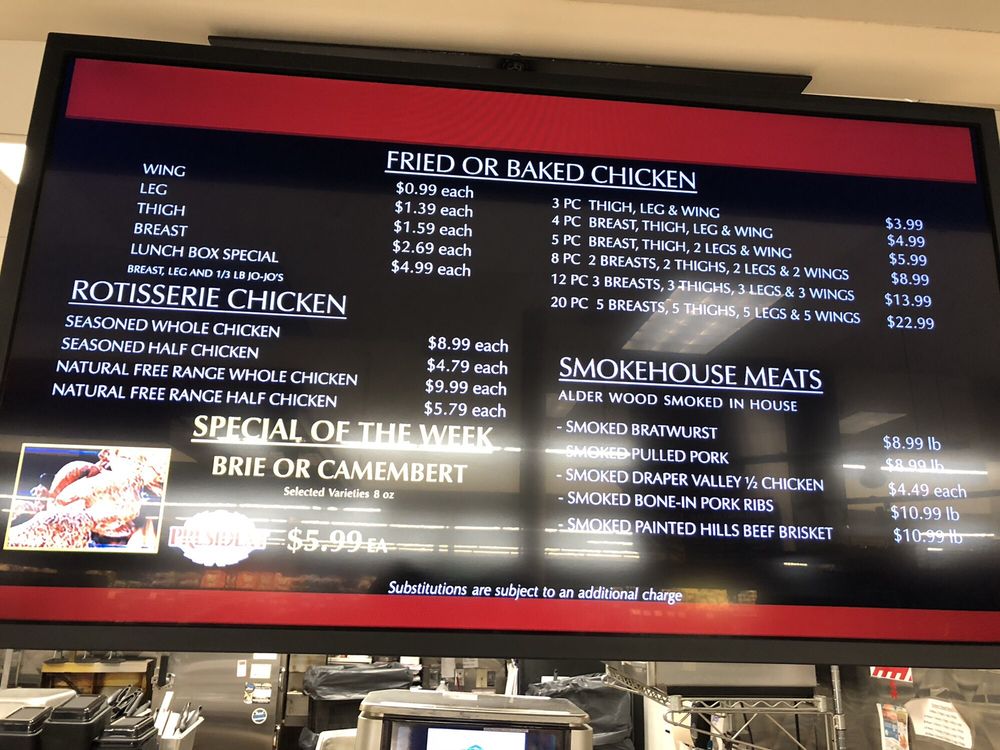 FRIED OR BAKED CHICKEN
WING $0.99 each
LEG $1.39 each
THIGH $1.59 each
BREAST $2.69 each
LUNCH BOX SPECIAL $4.99 each
BREAST, LEG AND 1/3 LB JO-JO'S
3 PC THIGH, LEG & WING $3.99
4 PC BREAST, THIGH, LEG & WING $4.99
5 PC BREAST, THIGH, 2 LEGS & WING $5.99
8 PC 2 BREASTS, 2 THIGHS, 2 LEGS & 2 WINGS $8.99
12 PC 3 BREASTS, 3 THIGHS, 3 LEGS & 3 WINGS $13.99
20 PC 5 BREASTS, 5 THIGHS, 5 LEGS & 5 WINGS $22.99
ROTISSERIE CHICKEN
SEASONED WHOLE CHICKEN $8.99 each
SEASONED HALF CHICKEN $4.79 each
NATURAL FREE RANGE WHOLE CHICKEN $9.99 each
NATURAL FREE RANGE HALF CHICKEN $5.79 each
SPECIAL OF THE WEEK
BRIE OR CAMEMBERT
Selected Varieties 8 oz
PRESIDENT
$5.99 EA
SMOKEHOUSE MEATS
ALDER WOOD SMOKED IN HOUSE
- SMOKED BRATWURST $8.99 lb
- SMOKED PULLED PORK $8.99 lb
- SMOKED DRAPER VALLEY ½ CHICKEN $4.49 each
- SMOKED BONE-IN PORK RIBS $10.99 lb
- SMOKED PAINTED HILLS BEEF BRISKET $10.99 lb
Substitutions are subject to an additional charge